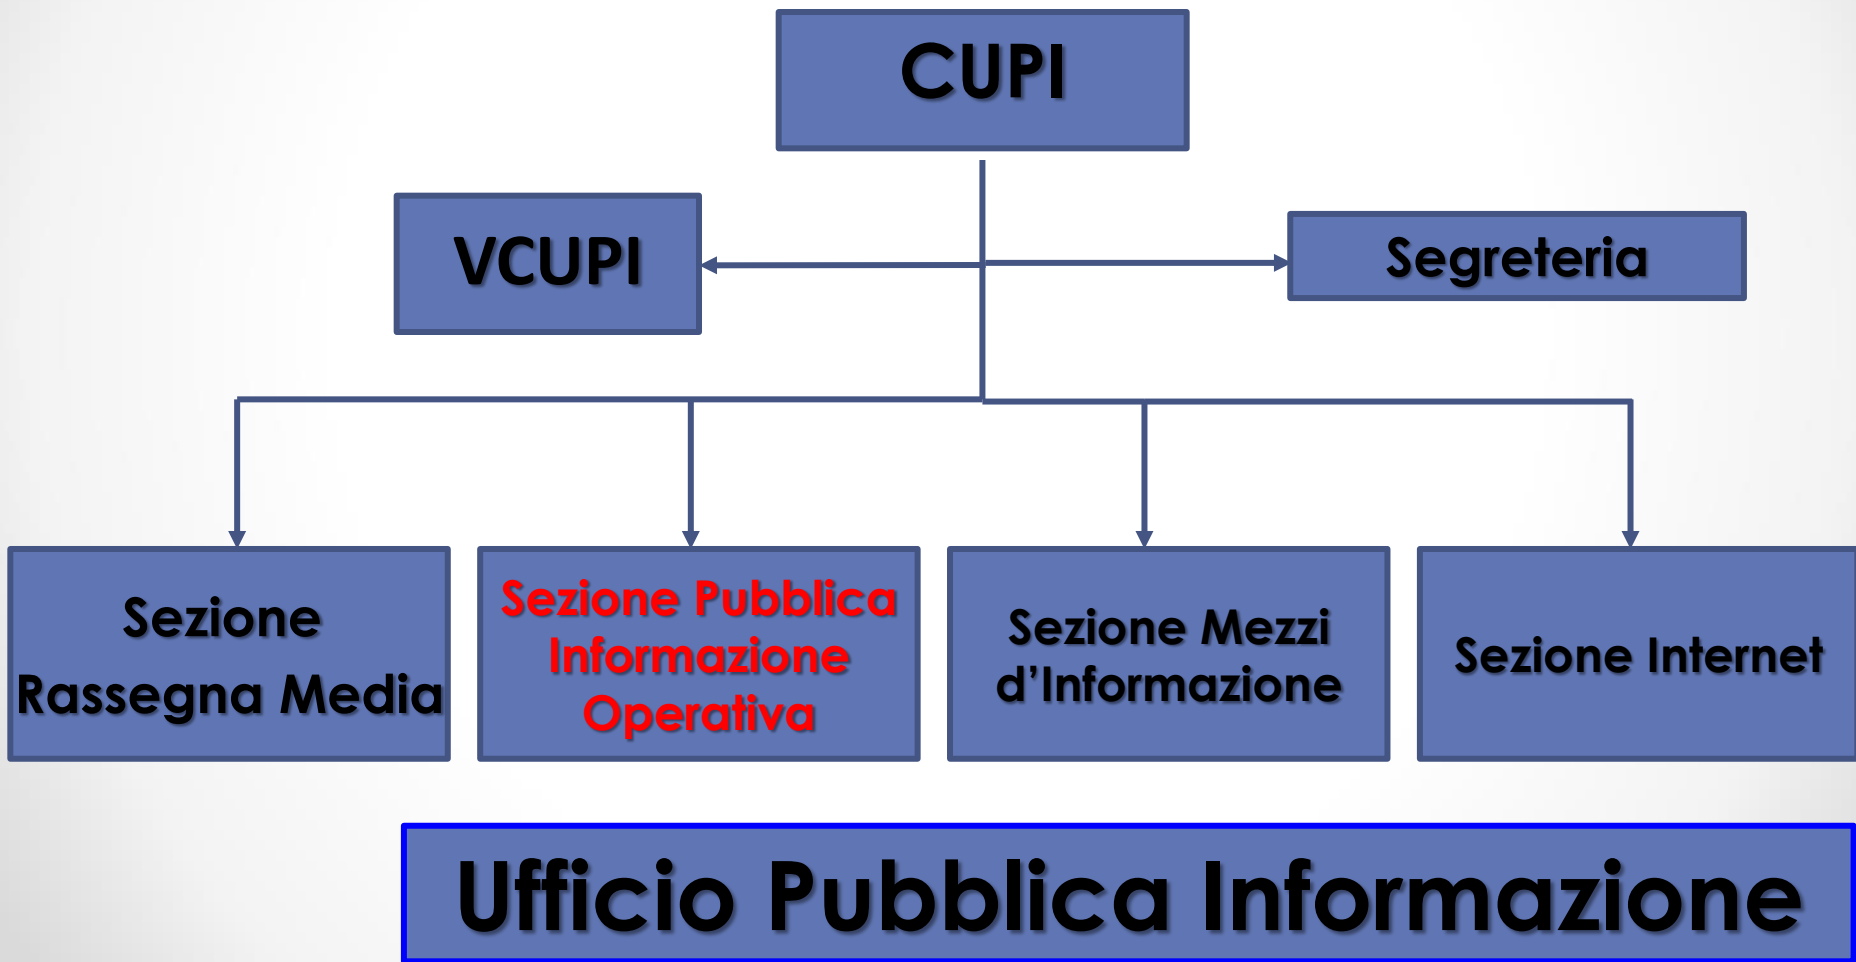 CUPI
VCUPI
Segreteria
Sezione
Rassegna Media
Sezione Pubblica
Informazione
Operativa
Sezione Mezzi
d’Informazione
Sezione Internet
Ufficio Pubblica Informazione